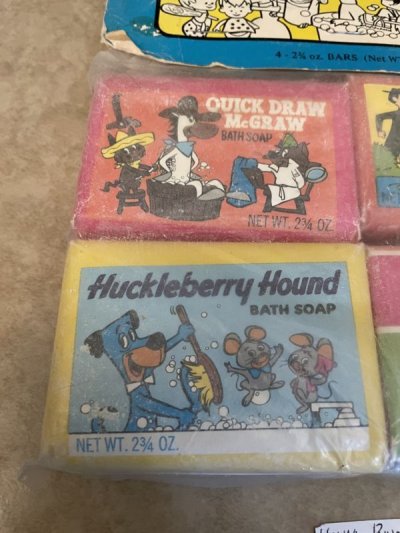 4 - 2¾ oz. BARS (Net W
QUICK DRAW
McGRAW
BATH SOAP
NET WT. 2¾ OZ.
Huckleberry Hound
BATH SOAP
NET WT. 2¾ OZ.